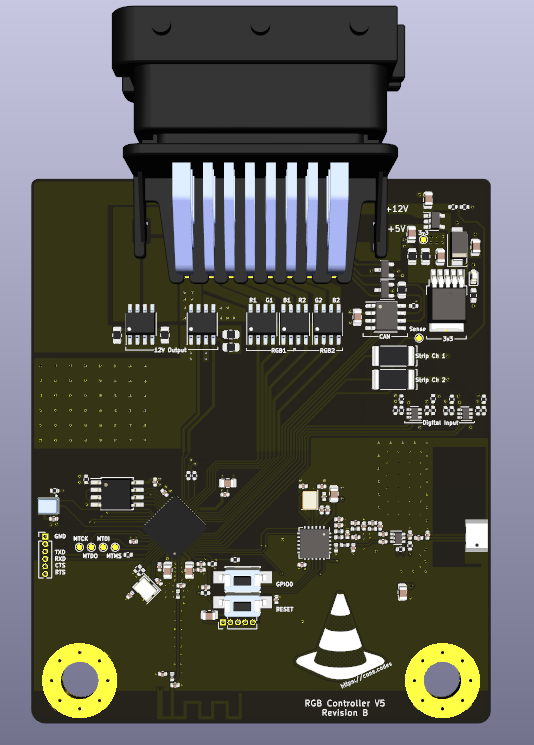 +12V
+5V
3v3
R1 G1 B1 R2 G2 B2
12V Output
RGB1
RGB2
CAN
Sense
3v3
Strip Ch 1
Strip Ch 2
Digital Input
GND
TXD
RXD
CTS
RTS
MTCK
MTDI
MTDO
MTMS
GPIO0
RESET
https://cone.codes
RGB Controller V5
Revision B